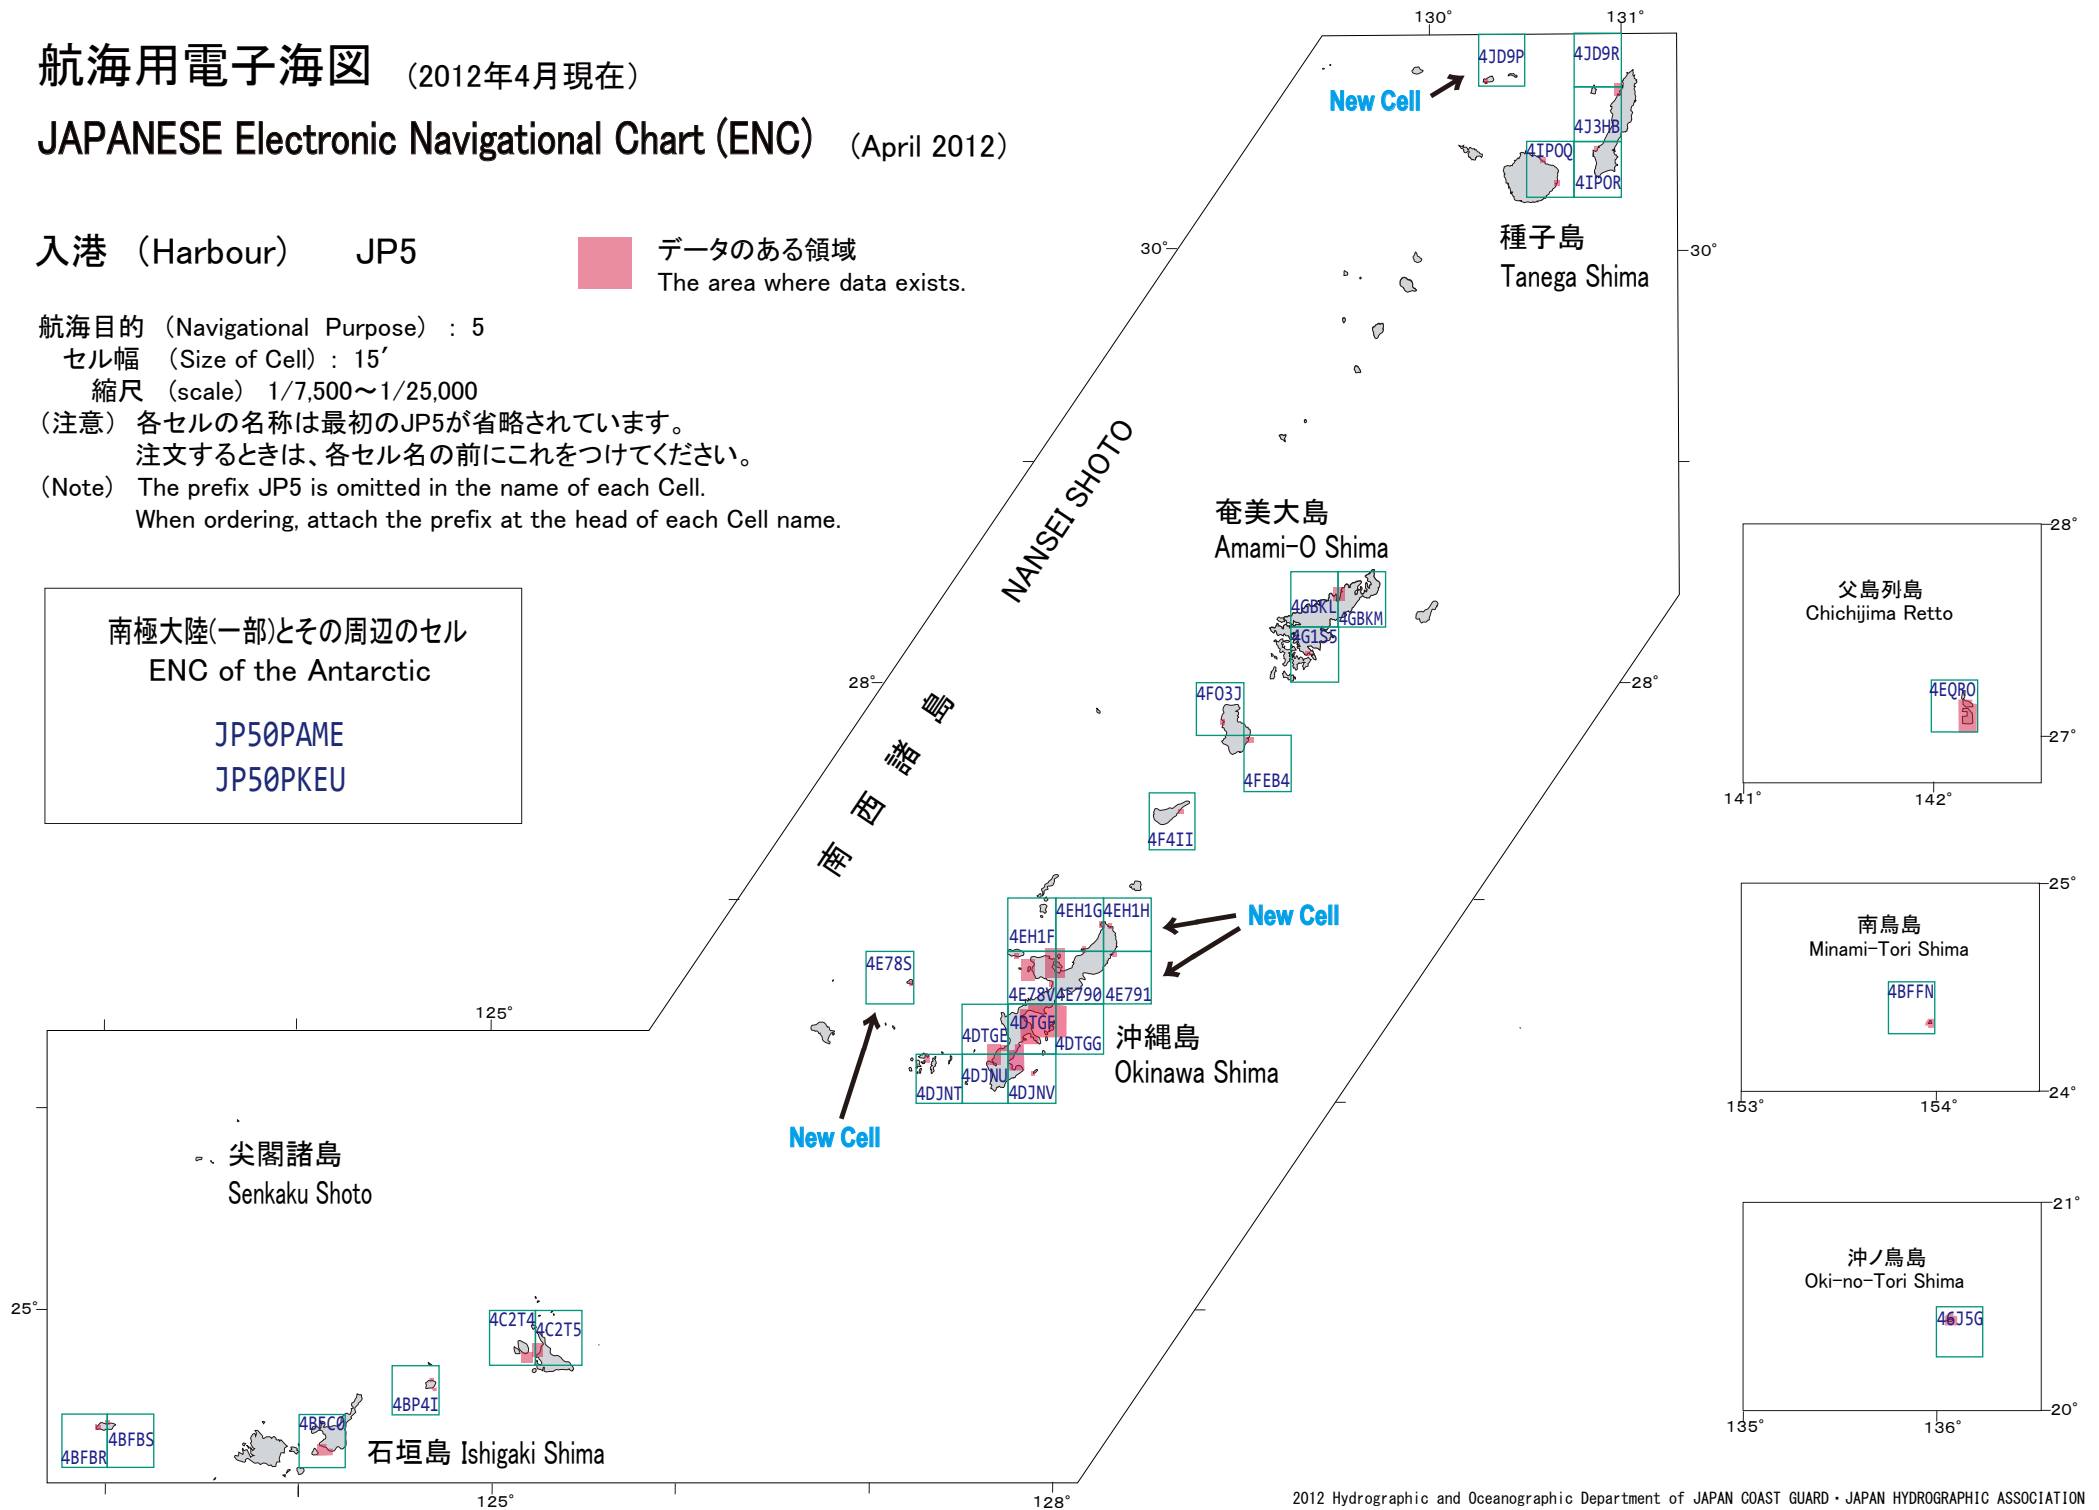 航海用電子海図 (2012年4月現在)
JAPANESE Electronic Navigational Chart (ENC) (April 2012)
入港 (Harbour) JP5
データのある領域
The area where data exists.
航海目的 (Navigational Purpose) : 5
セル幅 (Size of Cell) : 15′
縮尺 (scale) 1/7,500～1/25,000
(注意) 各セルの名称は最初のJP5が省略されています。
注文するときは、各セル名の前にこれをつけてください。
(Note) The prefix JP5 is omitted in the name of each Cell.
When ordering, attach the prefix at the head of each Cell name.
南極大陸(一部)とその周辺のセル
ENC of the Antarctic
JP50PAME
JP50PKEU
130° 131°
4JD9P
4JD9R
New Cell
4J3HB
4IPOQ
4IPOR
種子島
Tanega Shima
30°
30°
NANSEI SHOTO
南西諸島
奄美大島
Amami-O Shima
4GBKL
4GBKM
4G1S5
28°
28°
4FO3J
4FEB4
4F4II
4EH1G
4EH1H
4EH1F
New Cell
4E78S
4E78V
4E790
4E791
4DTGE
4DTGF
4DTGG
4DJNT
4DJNU
4DJNV
沖縄島
Okinawa Shima
New Cell
125°
尖閣諸島
Senkaku Shoto
25°
4C2T4
4C2T5
4BP4I
4BFC0
4BFBR
4BFBS
石垣島 Ishigaki Shima
125°
128°
父島列島
Chichijima Retto
4EQRO
28°
27°
141°
142°
南鳥島
Minami-Tori Shima
4BFFN
25°
24°
153°
154°
沖ノ鳥島
Oki-no-Tori Shima
46J5G
21°
20°
135°
136°
2012 Hydrographic and Oceanographic Department of JAPAN COAST GUARD・JAPAN HYDROGRAPHIC ASSOCIATION